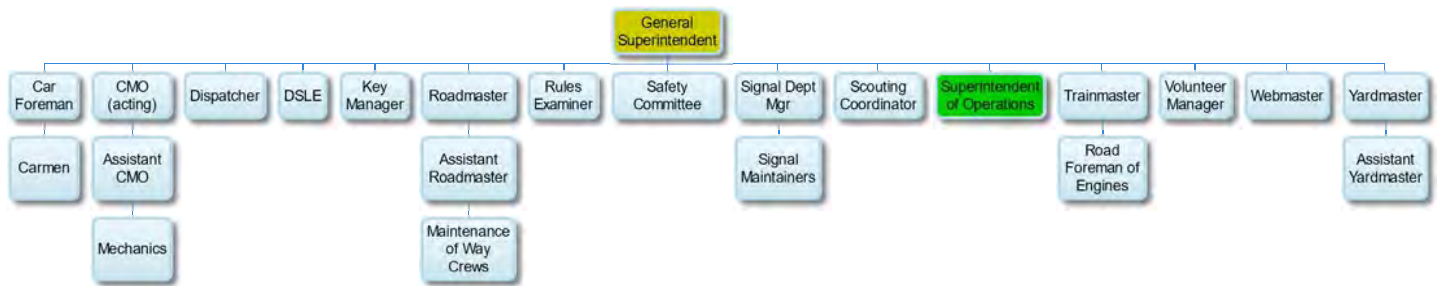 General
Superintendent
Car
Foreman
CMO
(acting)
Dispatcher
DSLE
Key
Manager
Roadmaster
Rules
Examiner
Safety
Committee
Signal Dept
Mgr
Scouting
Coordinator
Superintendent
of Operations
Trainmaster
Volunteer
Manager
Webmaster
Yardmaster
Carmen
Assistant
CMO
Assistant
Roadmaster
Signal
Maintainers
Road
Foreman of
Engines
Assistant
Yardmaster
Mechanics
Maintenance
of Way
Crews